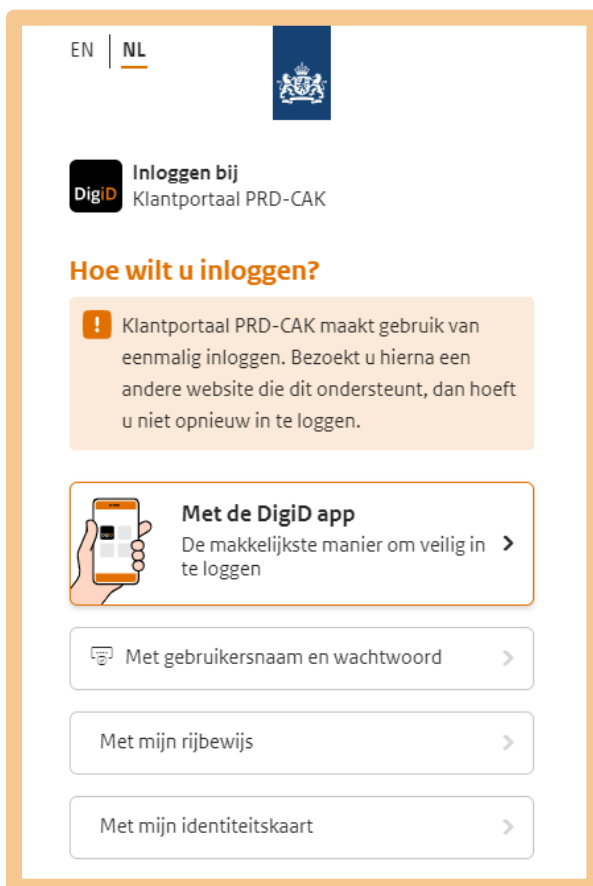 EN NL
Inloggen bij
DigiD
Klantportaal PRD-CAK
Hoe wilt u inloggen?
! Klantportaal PRD-CAK maakt gebruik van
eenmalig inloggen. Bezoekt u hierna een
andere website die dit ondersteunt, dan hoeft
u niet opnieuw in te loggen.
Met de DigiD app
De makkelijkste manier om veilig in
te loggen
Met gebruikersnaam en wachtwoord
Met mijn rijbewijs
Met mijn identiteitskaart